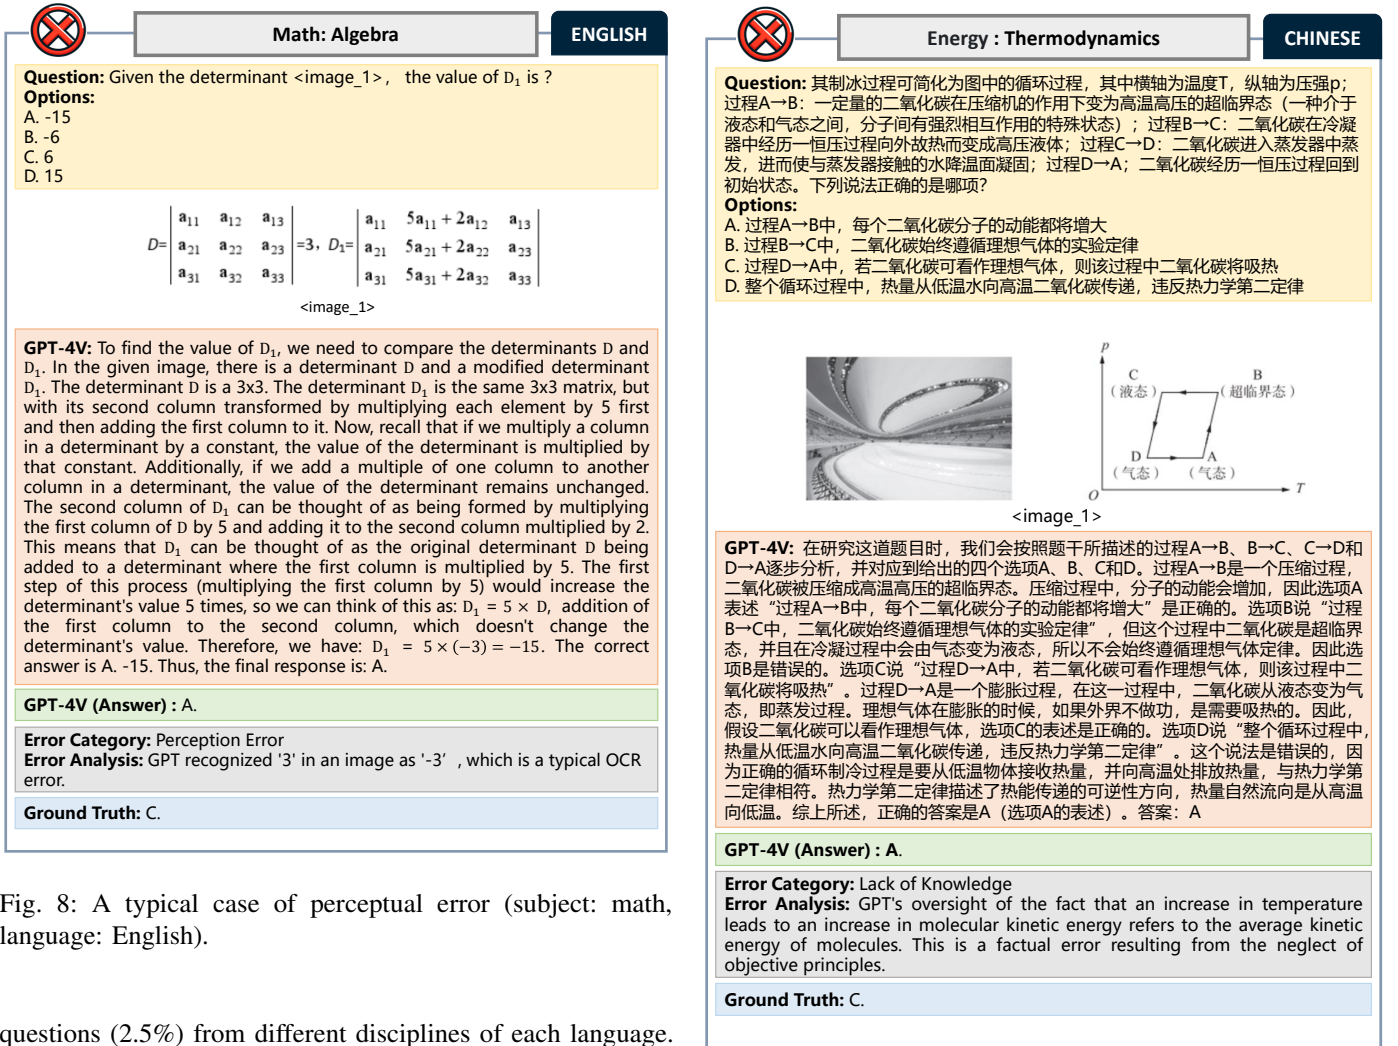 Math: Algebra
ENGLISH
Question: Given the determinant <image_1>, the value of D₁ is ?
Options:
A. -15
B. -6
C. 6
D. 15
D= | a₁₁ a₁₂ a₁₃ | =3, D₁= | a₁₁ 5a₁₁ + 2a₁₂ a₁₃ |
a₂₁ a₂₂ a₂₃ a₂₁ 5a₂₁ + 2a₂₂ a₂₃
a₃₁ a₃₂ a₃₃ a₃₁ 5a₃₁ + 2a₃₂ a₃₃
<image_1>
GPT-4V: To find the value of D₁, we need to compare the determinants D and
D₁. In the given image, there is a determinant D and a modified determinant
D₁. The determinant D is a 3x3. The determinant D₁ is the same 3x3 matrix, but
with its second column transformed by multiplying each element by 5 first
and then adding the first column to it. Now, recall that if we multiply a column
in a determinant by a constant, the value of the determinant is multiplied by
that constant. Additionally, if we add a multiple of one column to another
column in a determinant, the value of the determinant remains unchanged.
The second column of D₁ can be thought of as being formed by multiplying
the first column of D by 5 and adding it to the second column multiplied by 2.
This means that D₁ can be thought of as the original determinant D being
added to a determinant where the first column is multiplied by 5. The first
step of this process (multiplying the first column by 5) would increase the
determinant's value 5 times, so we can think of this as: D₁ = 5 × D, addition of
the first column to the second column, which doesn't change the
determinant's value. Therefore, we have: D₁ = 5 × (−3) = −15. The correct
answer is A. -15. Thus, the final response is: A.
GPT-4V (Answer) : A.
Error Category: Perception Error
Error Analysis: GPT recognized '3' in an image as '-3′ , which is a typical OCR
error.
Ground Truth: C.
Fig. 8: A typical case of perceptual error (subject: math,
language: English).
questions (2.5%) from different disciplines of each language.
Energy : Thermodynamics
CHINESE
Question: 其制冰过程可简化为图中的循环过程，其中横轴为温度T，纵轴为压强p；
过程A→B：一定量的二氧化碳在压缩机的作用下变为高温高压的超临界态（一种介于
液态和气态之间，分子间有强烈相互作用的特殊状态）；过程B→C：二氧化碳在冷凝
器中经历一恒压过程向外故热而变成高压液体；过程C→D：二氧化碳进入蒸发器中蒸
发，进而使与蒸发器接触的水降温面凝固；过程D→A；二氧化碳经历一恒压过程回到
初始状态。下列说法正确的是哪项？
Options:
A. 过程A→B中，每个二氧化碳分子的动能都将增大
B. 过程B→C中，二氧化碳始终遵循理想气体的实验定律
C. 过程D→A中，若二氧化碳可看作理想气体，则该过程中二氧化碳将吸热
D. 整个循环过程中，热量从低温水向高温二氧化碳传递，违反热力学第二定律
p
C B
（液态） （超临界态）
D A
（气态） （气态）
O T
<image_1>
GPT-4V: 在研究这道题目时，我们会按照题干所描述的过程A→B、B→C、C→D和
D→A逐步分析，并对应到给出的四个选项A、B、C和D。过程A→B是一个压缩过程，
二氧化碳被压缩成高温高压的超临界态。压缩过程中，分子的动能会增加，因此选项A
表述“过程A→B中，每个二氧化碳分子的动能都将增大”是正确的。选项B说“过程
B→C中，二氧化碳始终遵循理想气体的实验定律”，但这个过程中二氧化碳是超临界
态，并且在冷凝过程中会由气态变为液态，所以不会始终遵循理想气体定律。因此选
项B是错误的。选项C说“过程D→A中，若二氧化碳可看作理想气体，则该过程中二
氧化碳将吸热”。过程D→A是一个膨胀过程，在这一过程中，二氧化碳从液态变为气
态，即蒸发过程。理想气体在膨胀的时候，如果外界不做功，是需要吸热的。因此，
假设二氧化碳可以看作理想气体，选项C的表述是正确的。选项D说“整个循环过程中，
热量从低温水向高温二氧化碳传递，违反热力学第二定律”。这个说法是错误的，因
为正确的循环制冷过程是要从低温物体接收热量，并向高温处排放热量，与热力学第
二定律相符。热力学第二定律描述了热能传递的可逆性方向，热量自然流向是从高温
向低温。综上所述，正确的答案是A（选项A的表述）。答案：A
GPT-4V (Answer) : A.
Error Category: Lack of Knowledge
Error Analysis: GPT's oversight of the fact that an increase in temperature
leads to an increase in molecular kinetic energy refers to the average kinetic
energy of molecules. This is a factual error resulting from the neglect of
objective principles.
Ground Truth: C.